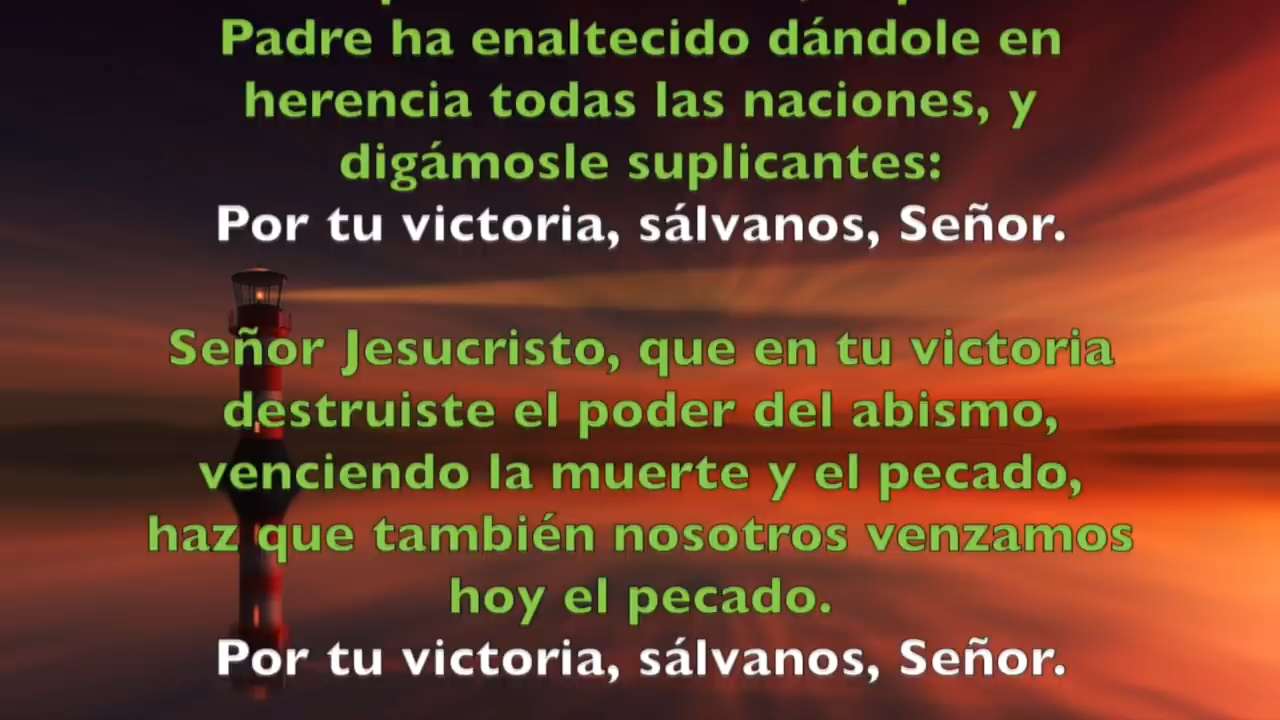 Padre ha enaltecido dándole en
herencia todas las naciones, y
digámosle suplicantes:
Por tu victoria, sálvanos, Señor.
Señor Jesucristo, que en tu victoria
destruiste el poder del abismo,
venciendo la muerte y el pecado,
haz que también nosotros venzamos
hoy el pecado.
Por tu victoria, sálvanos, Señor.